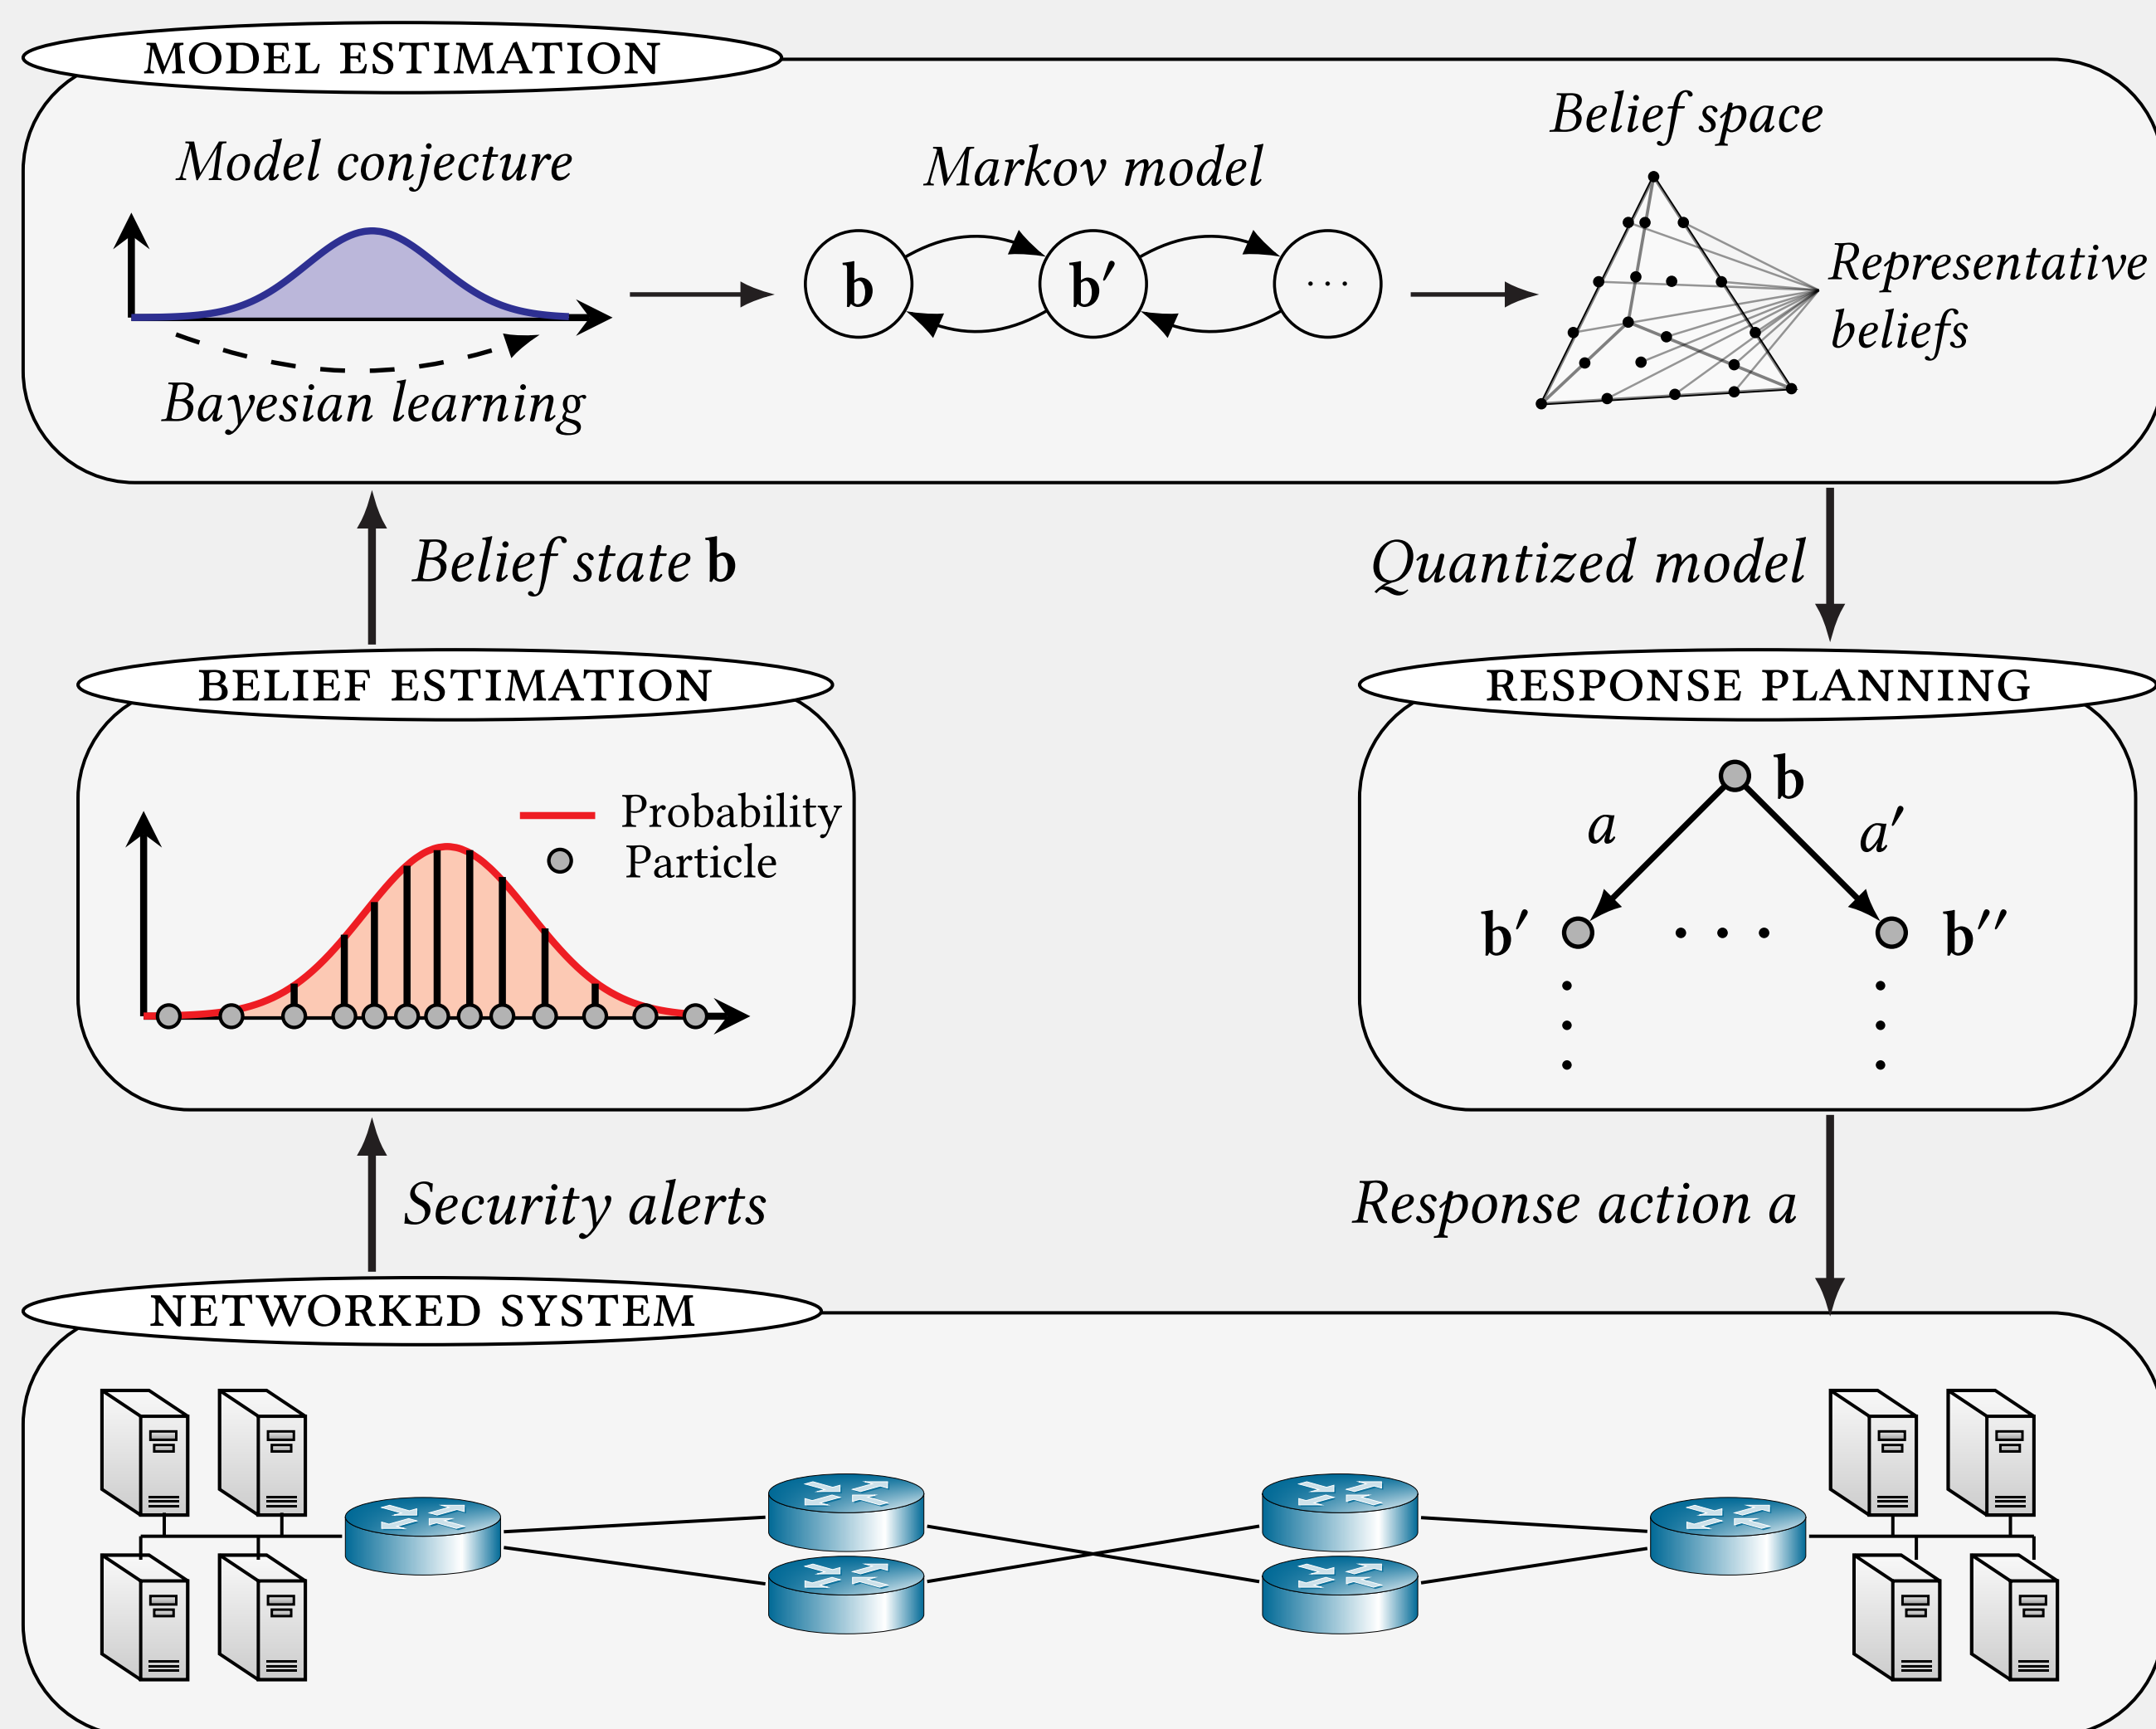 MODEL ESTIMATION
Model conjecture
Bayesian learning
Markov model
b
b′
· · ·
Belief space
Representative
beliefs
Belief state b
Quantized model
BELIEF ESTIMATION
Probability
Particle
RESPONSE PLANNING
b
a
a′
b′
b′′
Security alerts
Response action a
NETWORKED SYSTEM